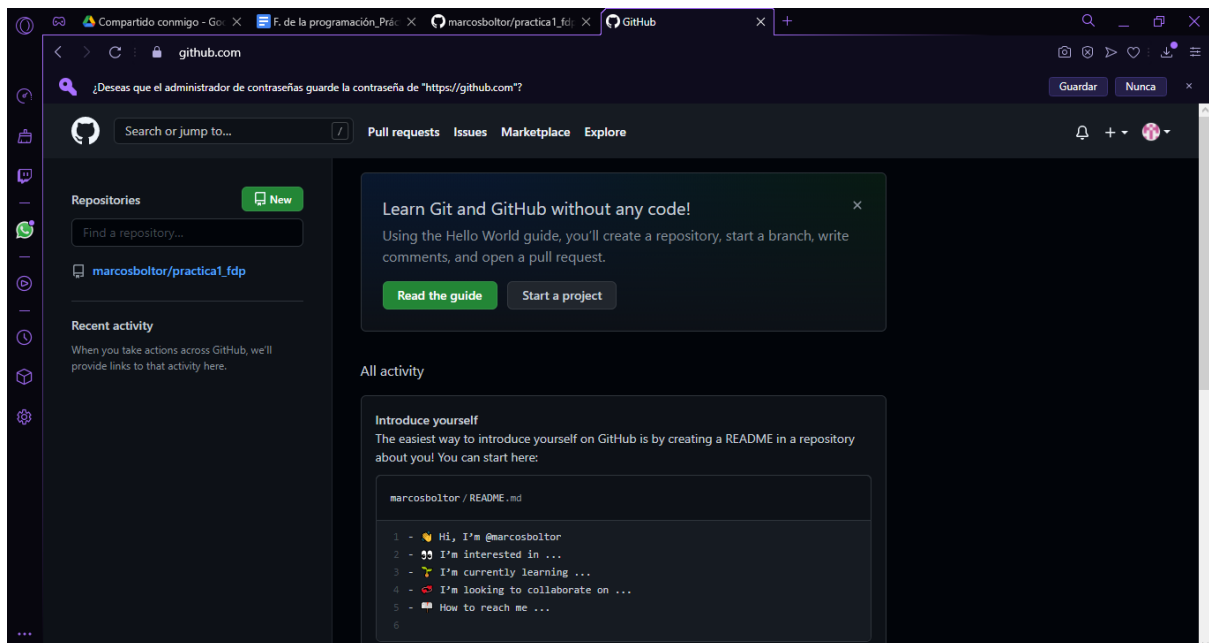 Compartido conmigo - Goo
F. de la programación_Prác
marcosboltor/practica1_fdp
GitHub
github.com
¿Deseas que el administrador de contraseñas guarde la contraseña de "https://github.com"?
Guardar
Nunca
Search or jump to...
/
Pull requests
Issues
Marketplace
Explore
Repositories
New
Find a repository...
marcosboltor/practica1_fdp
Recent activity
When you take actions across GitHub, we'll
provide links to that activity here.
Learn Git and GitHub without any code!
Using the Hello World guide, you'll create a repository, start a branch, write
comments, and open a pull request.
Read the guide
Start a project
All activity
Introduce yourself
The easiest way to introduce yourself on GitHub is by creating a README in a repository
about you! You can start here:
marcosboltor / README.md
1 - 👋 Hi, I'm @marcosboltor
2 - 👀 I'm interested in ...
3 - 🌱 I'm currently learning ...
4 - 💞️ I'm looking to collaborate on ...
5 - 📫 How to reach me ...
6